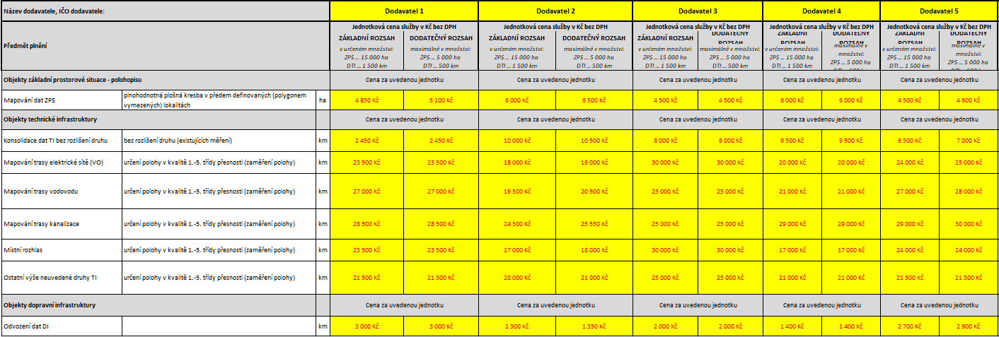 Název dodavatele, IČO dodavatele: Dodavatel 1 Dodavatel 2 Dodavatel 3 Dodavatel 4 Dodavatel 5
Předmět plnění
Jednotková cena služby v Kč bez DPH Jednotková cena služby v Kč bez DPH Jednotková cena služby v Kč bez DPH Jednotková cena služby v Kč bez DPH Jednotková cena služby v Kč bez DPH
ZÁKLADNÍ ROZSAH DODATEČNÝ ROZSAH ZÁKLADNÍ ROZSAH DODATEČNÝ ROZSAH ZÁKLADNÍ ROZSAH DODATEČNÝ ROZSAH ZÁKLADNÍ ROZSAH DODATEČNÝ ROZSAH ZÁKLADNÍ ROZSAH DODATEČNÝ ROZSAH
v určeném množství: maximálně v množství: v určeném množství: maximálně v množství: v určeném množství: maximálně v množství: v určeném množství: maximálně v množství: v určeném množství: maximálně v množství:
ZPS ... 15 000 ha ZPS ... 5 000 ha ZPS ... 15 000 ha ZPS ... 5 000 ha ZPS ... 15 000 ha ZPS ... 5 000 ha ZPS ... 15 000 ha ZPS ... 5 000 ha ZPS ... 15 000 ha ZPS ... 5 000 ha
DTI ... 1 500 km DTI ... 500 km DTI ... 1 500 km DTI ... 500 km DTI ... 1 500 km DTI ... 500 km DTI ... 1 500 km DTI ... 1 500 km
Objekty základní prostorové situace - polohopisu Cena za uvedenou jednotku Cena za uvedenou jednotku Cena za uvedenou jednotku Cena za uvedenou jednotku Cena za uvedenou jednotku
Mapování dat ZPS plnohodnotná plošná kresba v předem definovaných (polygonem
vymezených) lokalitách ha 4 850 Kč 5 100 Kč 6 000 Kč 6 500 Kč 4 500 Kč 4 500 Kč 6 000 Kč 6 000 Kč 4 500 Kč 4 600 Kč
Objekty technické infrastruktury Cena za uvedenou jednotku Cena za uvedenou jednotku Cena za uvedenou jednotku Cena za uvedenou jednotku Cena za uvedenou jednotku
Konsolidace dat TI bez rozlišení druhu bez rozlišení druhu (existujících měření) km 2 450 Kč 2 450 Kč 10 000 Kč 10 500 Kč 8 000 Kč 8 000 Kč 9 500 Kč 9 500 Kč 6 500 Kč 7 000 Kč
Mapování trasy elektrické sítě (VO) určení polohy v kvalitě 1.-5. třídy přesnosti (zaměření polohy) km 23 500 Kč 23 500 Kč 18 000 Kč 19 000 Kč 30 000 Kč 30 000 Kč 20 000 Kč 20 000 Kč 24 000 Kč 25 000 Kč
Mapování trasy vodovodu určení polohy v kvalitě 1.-5. třídy přesnosti (zaměření polohy) km 27 000 Kč 27 000 Kč 19 500 Kč 20 500 Kč 25 000 Kč 25 000 Kč 21 000 Kč 21 000 Kč 27 000 Kč 28 000 Kč
Mapování trasy kanalizace určení polohy v kvalitě 1.-5. třídy přesnosti (zaměření polohy) km 28 500 Kč 28 500 Kč 24 500 Kč 25 550 Kč 25 000 Kč 25 000 Kč 29 000 Kč 29 000 Kč 29 000 Kč 30 000 Kč
Místní rozhlas určení polohy v kvalitě 1.-5. třídy přesnosti (zaměření polohy) km 23 500 Kč 23 500 Kč 17 000 Kč 18 000 Kč 30 000 Kč 30 000 Kč 17 000 Kč 17 000 Kč 24 000 Kč 24 000 Kč
Ostatní výše neuvedené druhy TI určení polohy v kvalitě 1.-5. třídy přesnosti (zaměření polohy) km 21 500 Kč 21 500 Kč 20 000 Kč 21 000 Kč 25 000 Kč 25 000 Kč 21 000 Kč 21 000 Kč 21 500 Kč 21 500 Kč
Objekty dopravní infrastruktury Cena za uvedenou jednotku Cena za uvedenou jednotku Cena za uvedenou jednotku Cena za uvedenou jednotku Cena za uvedenou jednotku
Odvození dat DI km 3 000 Kč 3 000 Kč 1 300 Kč 1 350 Kč 2 000 Kč 2 000 Kč 1 400 Kč 1 400 Kč 2 700 Kč 2 900 Kč